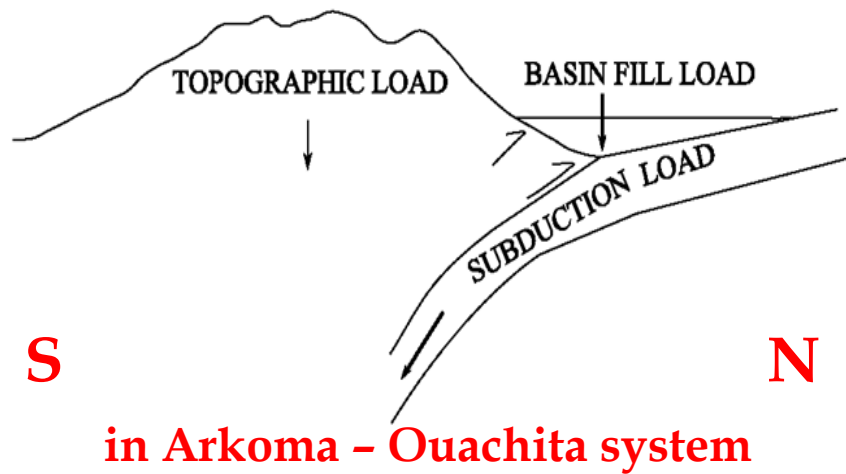 BASIN FILL LOAD
TOPOGRAPHIC LOAD
SUBDUCTION LOAD
S
N
in Arkoma – Ouachita system